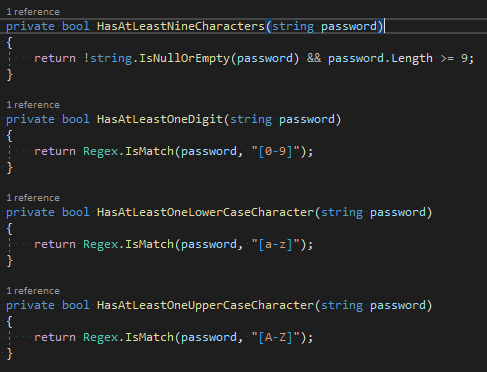 1 reference
private bool HasAtLeastNineCharacters(string password)
{
return !string.IsNullOrEmpty(password) && password.Length >= 9;
}
1 reference
private bool HasAtLeastOneDigit(string password)
{
return Regex.IsMatch(password, "[0-9]");
}
1 reference
private bool HasAtLeastOneLowerCaseCharacter(string password)
{
return Regex.IsMatch(password, "[a-z]");
}
1 reference
private bool HasAtLeastOneUpperCaseCharacter(string password)
{
return Regex.IsMatch(password, "[A-Z]");
}